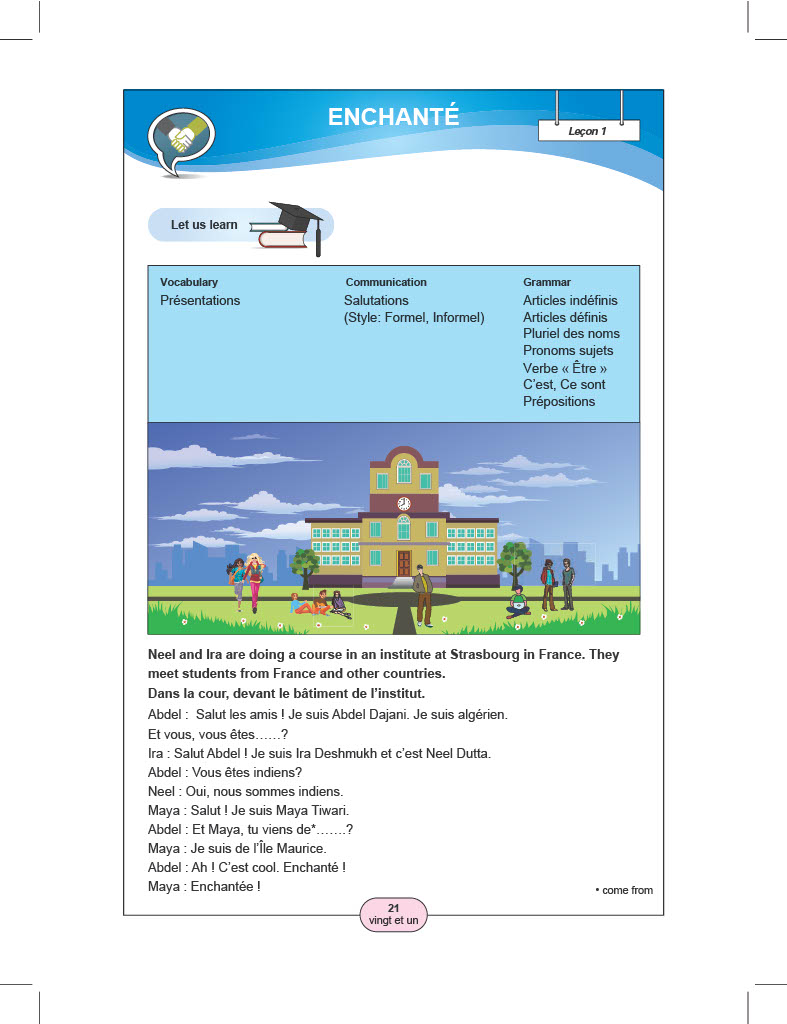 ENCHANTÉ
Leçon 1
Let us learn
Vocabulary
Présentations
Communication
Salutations
(Style: Formel, Informel)
Grammar
Articles indéfinis
Articles définis
Pluriel des noms
Pronoms sujets
Verbe « Être »
C’est, Ce sont
Prépositions
Neel and Ira are doing a course in an institute at Strasbourg in France. They
meet students from France and other countries.
Dans la cour, devant le bâtiment de l’institut.
Abdel : Salut les amis ! Je suis Abdel Dajani. Je suis algérien.
Et vous, vous êtes……?
Ira : Salut Abdel ! Je suis Ira Deshmukh et c’est Neel Dutta.
Abdel : Vous êtes indiens?
Neel : Oui, nous sommes indiens.
Maya : Salut ! Je suis Maya Tiwari.
Abdel : Et Maya, tu viens de*…….?
Maya : Je suis de l’Île Maurice.
Abdel : Ah ! C’est cool. Enchanté !
Maya : Enchantée !
• come from
21
vingt et un